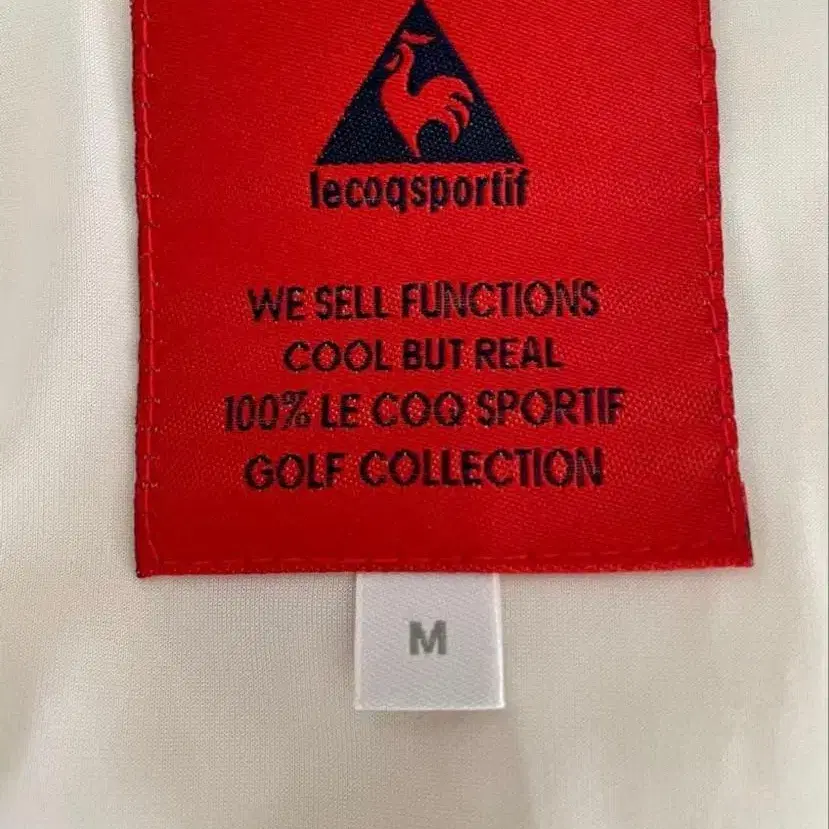 lecoqsportif
WE SELL FUNCTIONS
COOL BUT REAL
100% LE COQ SPORTIF
GOLF COLLECTION
M